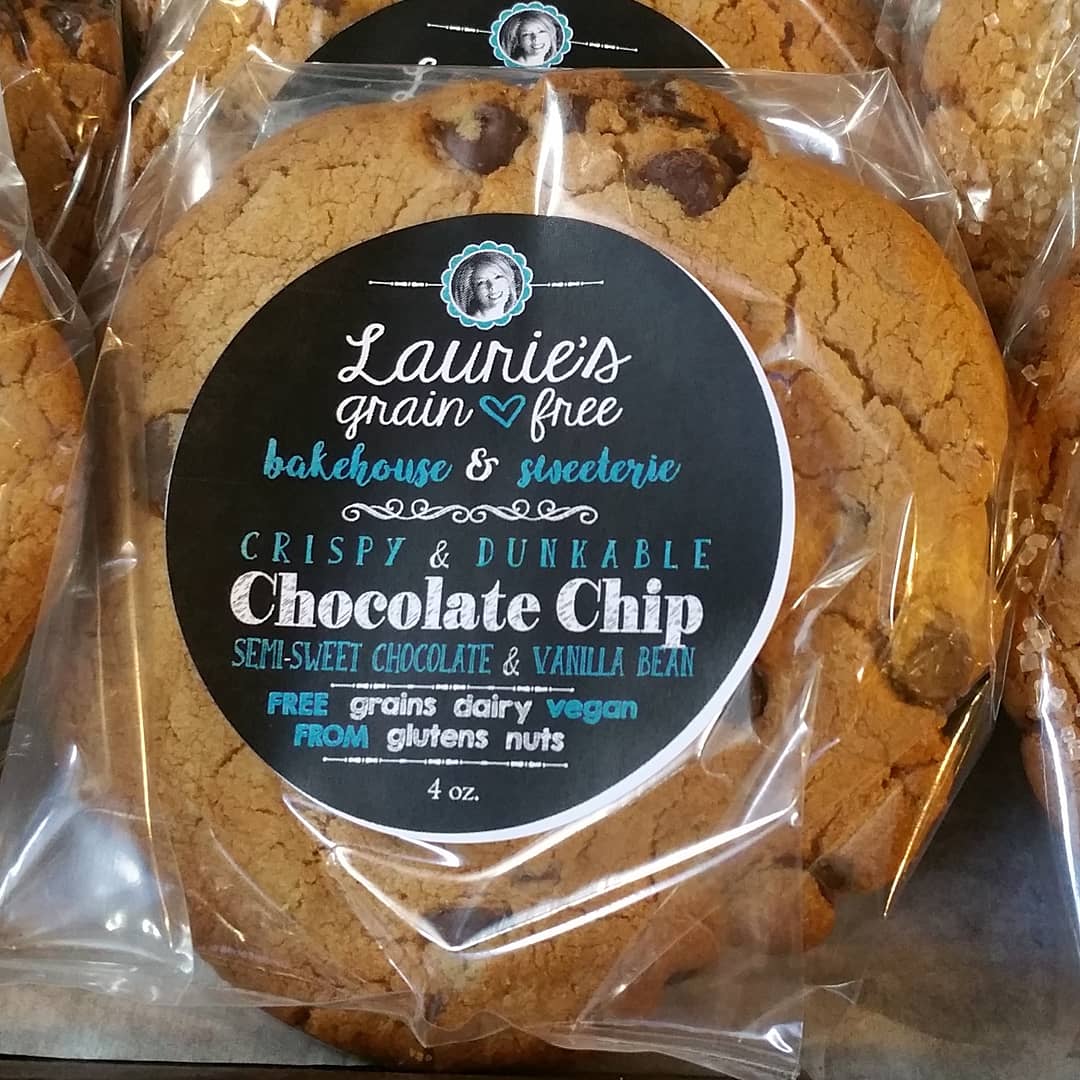 Laurie's
grain free
bakehouse & sweeterie
CRISPY & DUNKABLE
Chocolate Chip
SEMI-SWEET CHOCOLATE & VANILLA BEAN
FREE grains dairy vegan
FROM glutens nuts
4 oz.